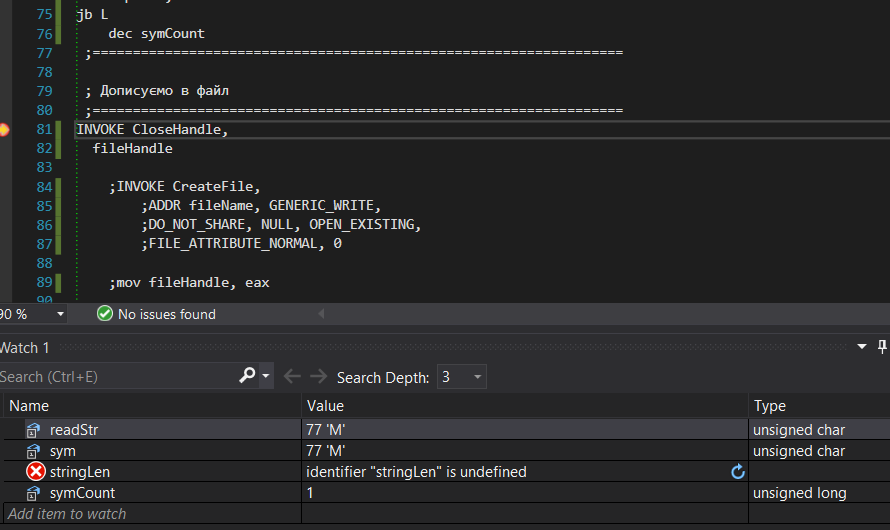 75 jb L
76 dec symCount
77 ;==================================================================
78
79 ; Дописуємо в файл
80 ;==================================================================
81 INVOKE CloseHandle,
82 fileHandle
83
84 ;INVOKE CreateFile,
85 ;ADDR fileName, GENERIC_WRITE,
86 ;DO_NOT_SHARE, NULL, OPEN_EXISTING,
87 ;FILE_ATTRIBUTE_NORMAL, 0
88
89 ;mov fileHandle, eax
90
90 % No issues found
Watch 1
Search (Ctrl+E) Search Depth: 3
Name Value Type
readStr 77 'M' unsigned char
sym 77 'M' unsigned char
stringLen identifier "stringLen" is undefined
symCount 1 unsigned long
Add item to watch